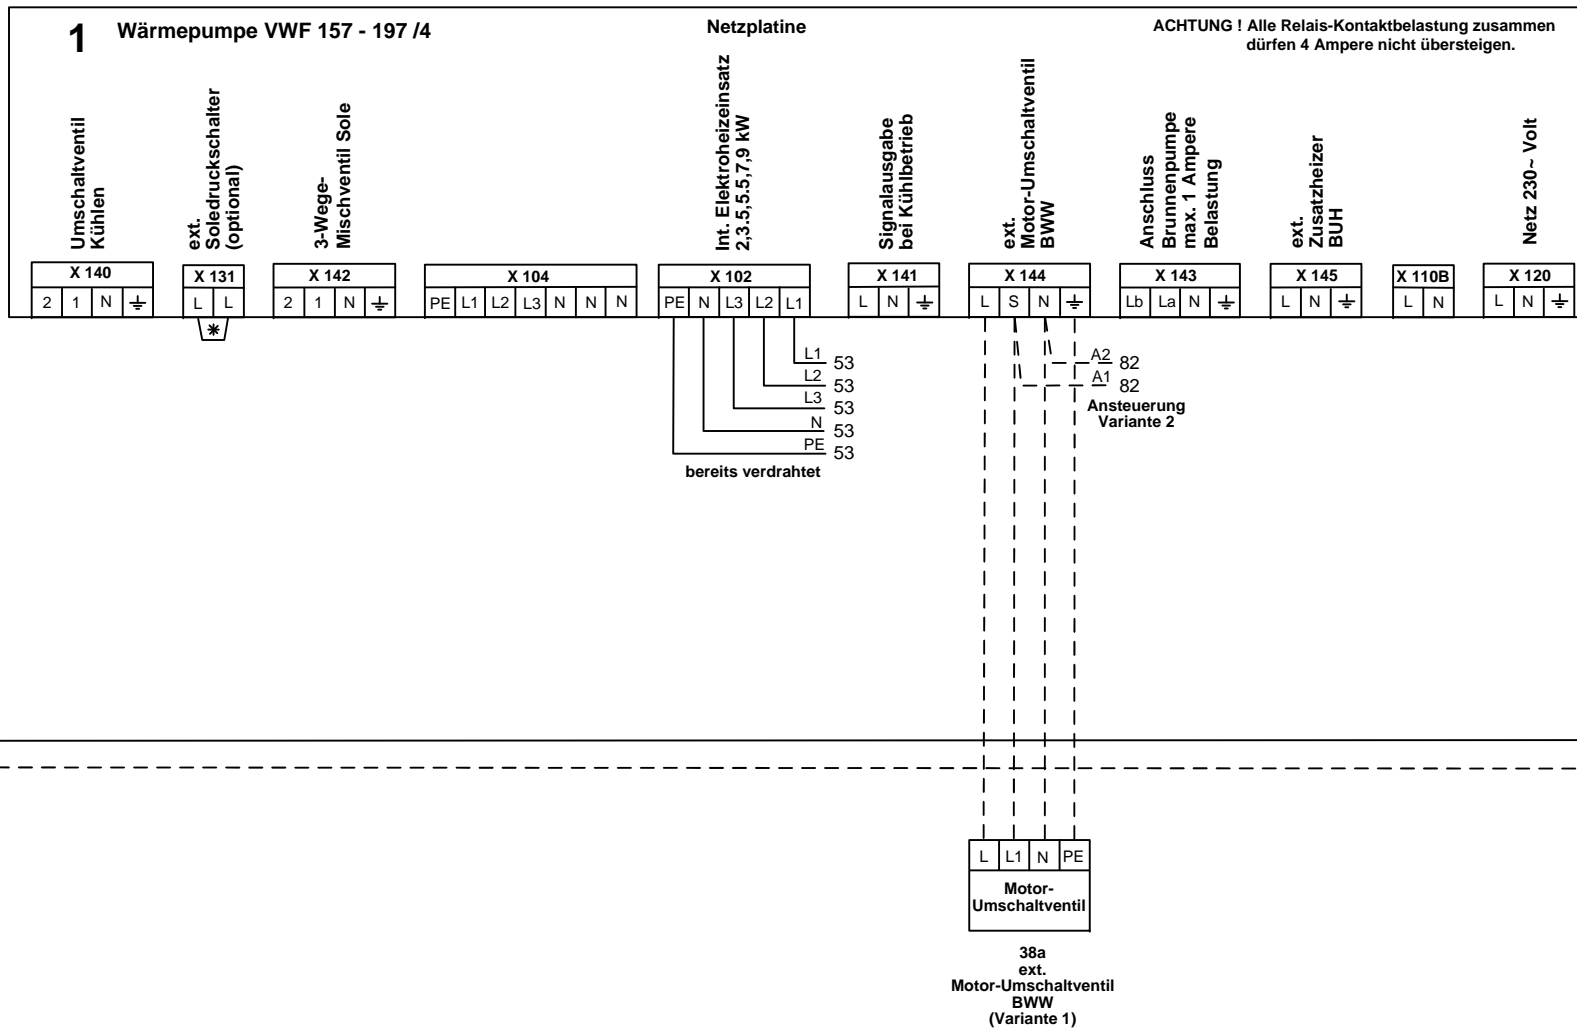 1 Wärmepumpe VWF 157 - 197 /4
Netzplatine
ACHTUNG ! Alle Relais-Kontaktbelastung zusammen
dürfen 4 Ampere nicht übersteigen.
Umschaltventil
Kühlen
ext.
Soledruckschalter
(optional)
3-Wege-
Mischventil Sole
Int. Elektroheizeinsatz
2,3.5,5.5,7,9 kW
Signalausgabe
bei Kühlbetrieb
ext.
Motor-Umschaltventil
BWW
Anschluss
Brunnenpumpe
max. 1 Ampere
Belastung
ext.
Zusatzheizer
BUH
Netz 230~ Volt
X 140
2 1 N ⏚
X 131
L L
*
X 142
2 1 N ⏚
X 104
PE L1 L2 L3 N N N
X 102
PE N L3 L2 L1
X 141
L N ⏚
X 144
L S N ⏚
X 143
Lb La N ⏚
X 145
L N ⏚
X 110B
L N
X 120
L N ⏚
L1 53
L2 53
L3 53
N 53
PE 53
bereits verdrahtet
A2 82
A1 82
Ansteuerung
Variante 2
L L1 N PE
Motor-
Umschaltventil
38a
ext.
Motor-Umschaltventil
BWW
(Variante 1)